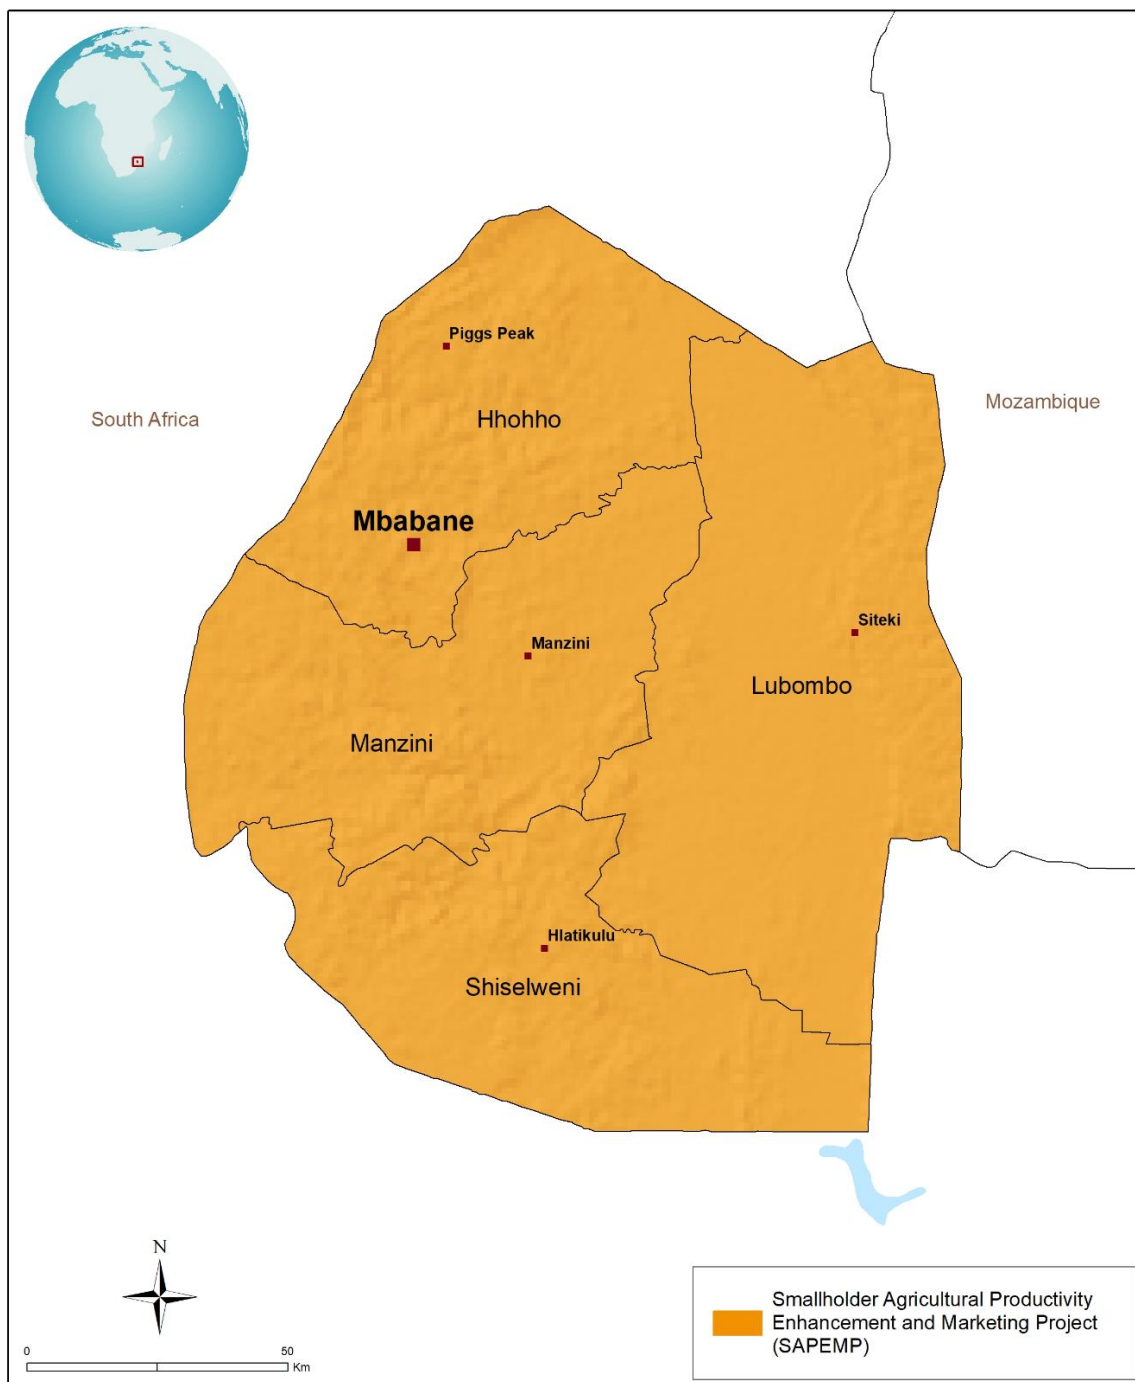 Piggs Peak
South Africa
Hhohho
Mozambique
Mbabane
Siteki
Manzini
Lubombo
Manzini
Hlatikulu
Shiselweni
N
0
50
Km
Smallholder Agricultural Productivity
Enhancement and Marketing Project
(SAPEMP)